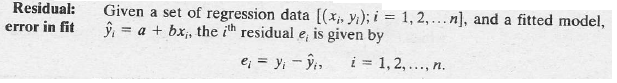 Residual: Given a set of regression data [(xᵢ, yᵢ); i = 1, 2, . . . n], and a fitted model,
error in fit ŷᵢ = a + bxᵢ, the iᵗʰ residual eᵢ is given by
eᵢ = yᵢ − ŷᵢ, i = 1, 2, . . . , n.